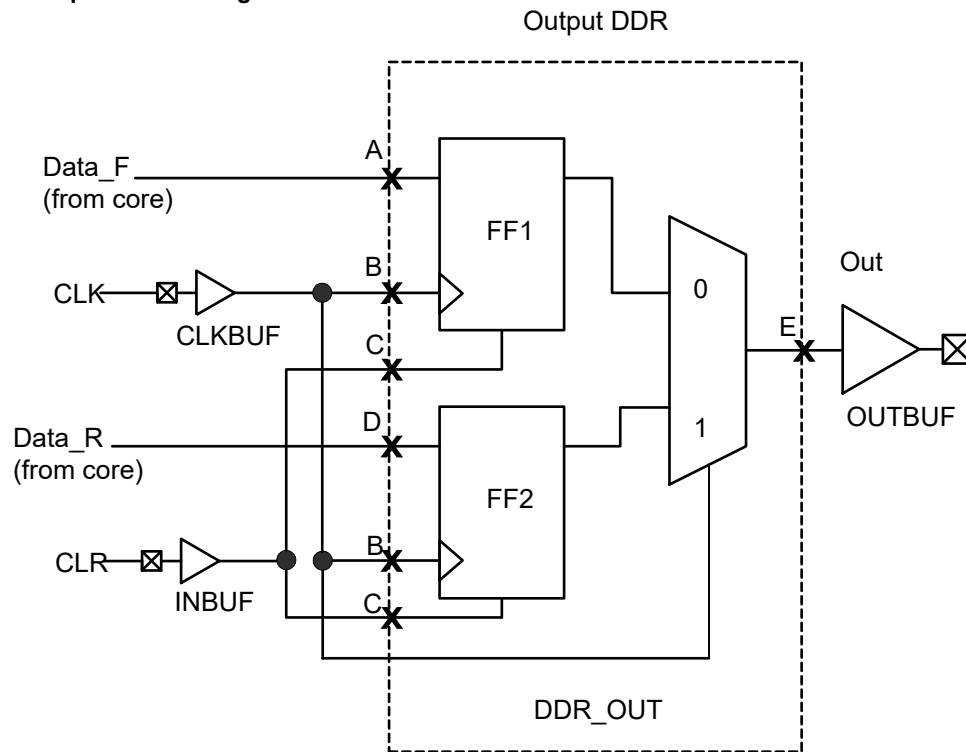 Output DDR
A
Data_F
(from core)
FF1
B
CLK
CLKBUF
C
0
Out
E
OUTBUF
D
Data_R
(from core)
1
FF2
B
CLR
INBUF
C
DDR_OUT